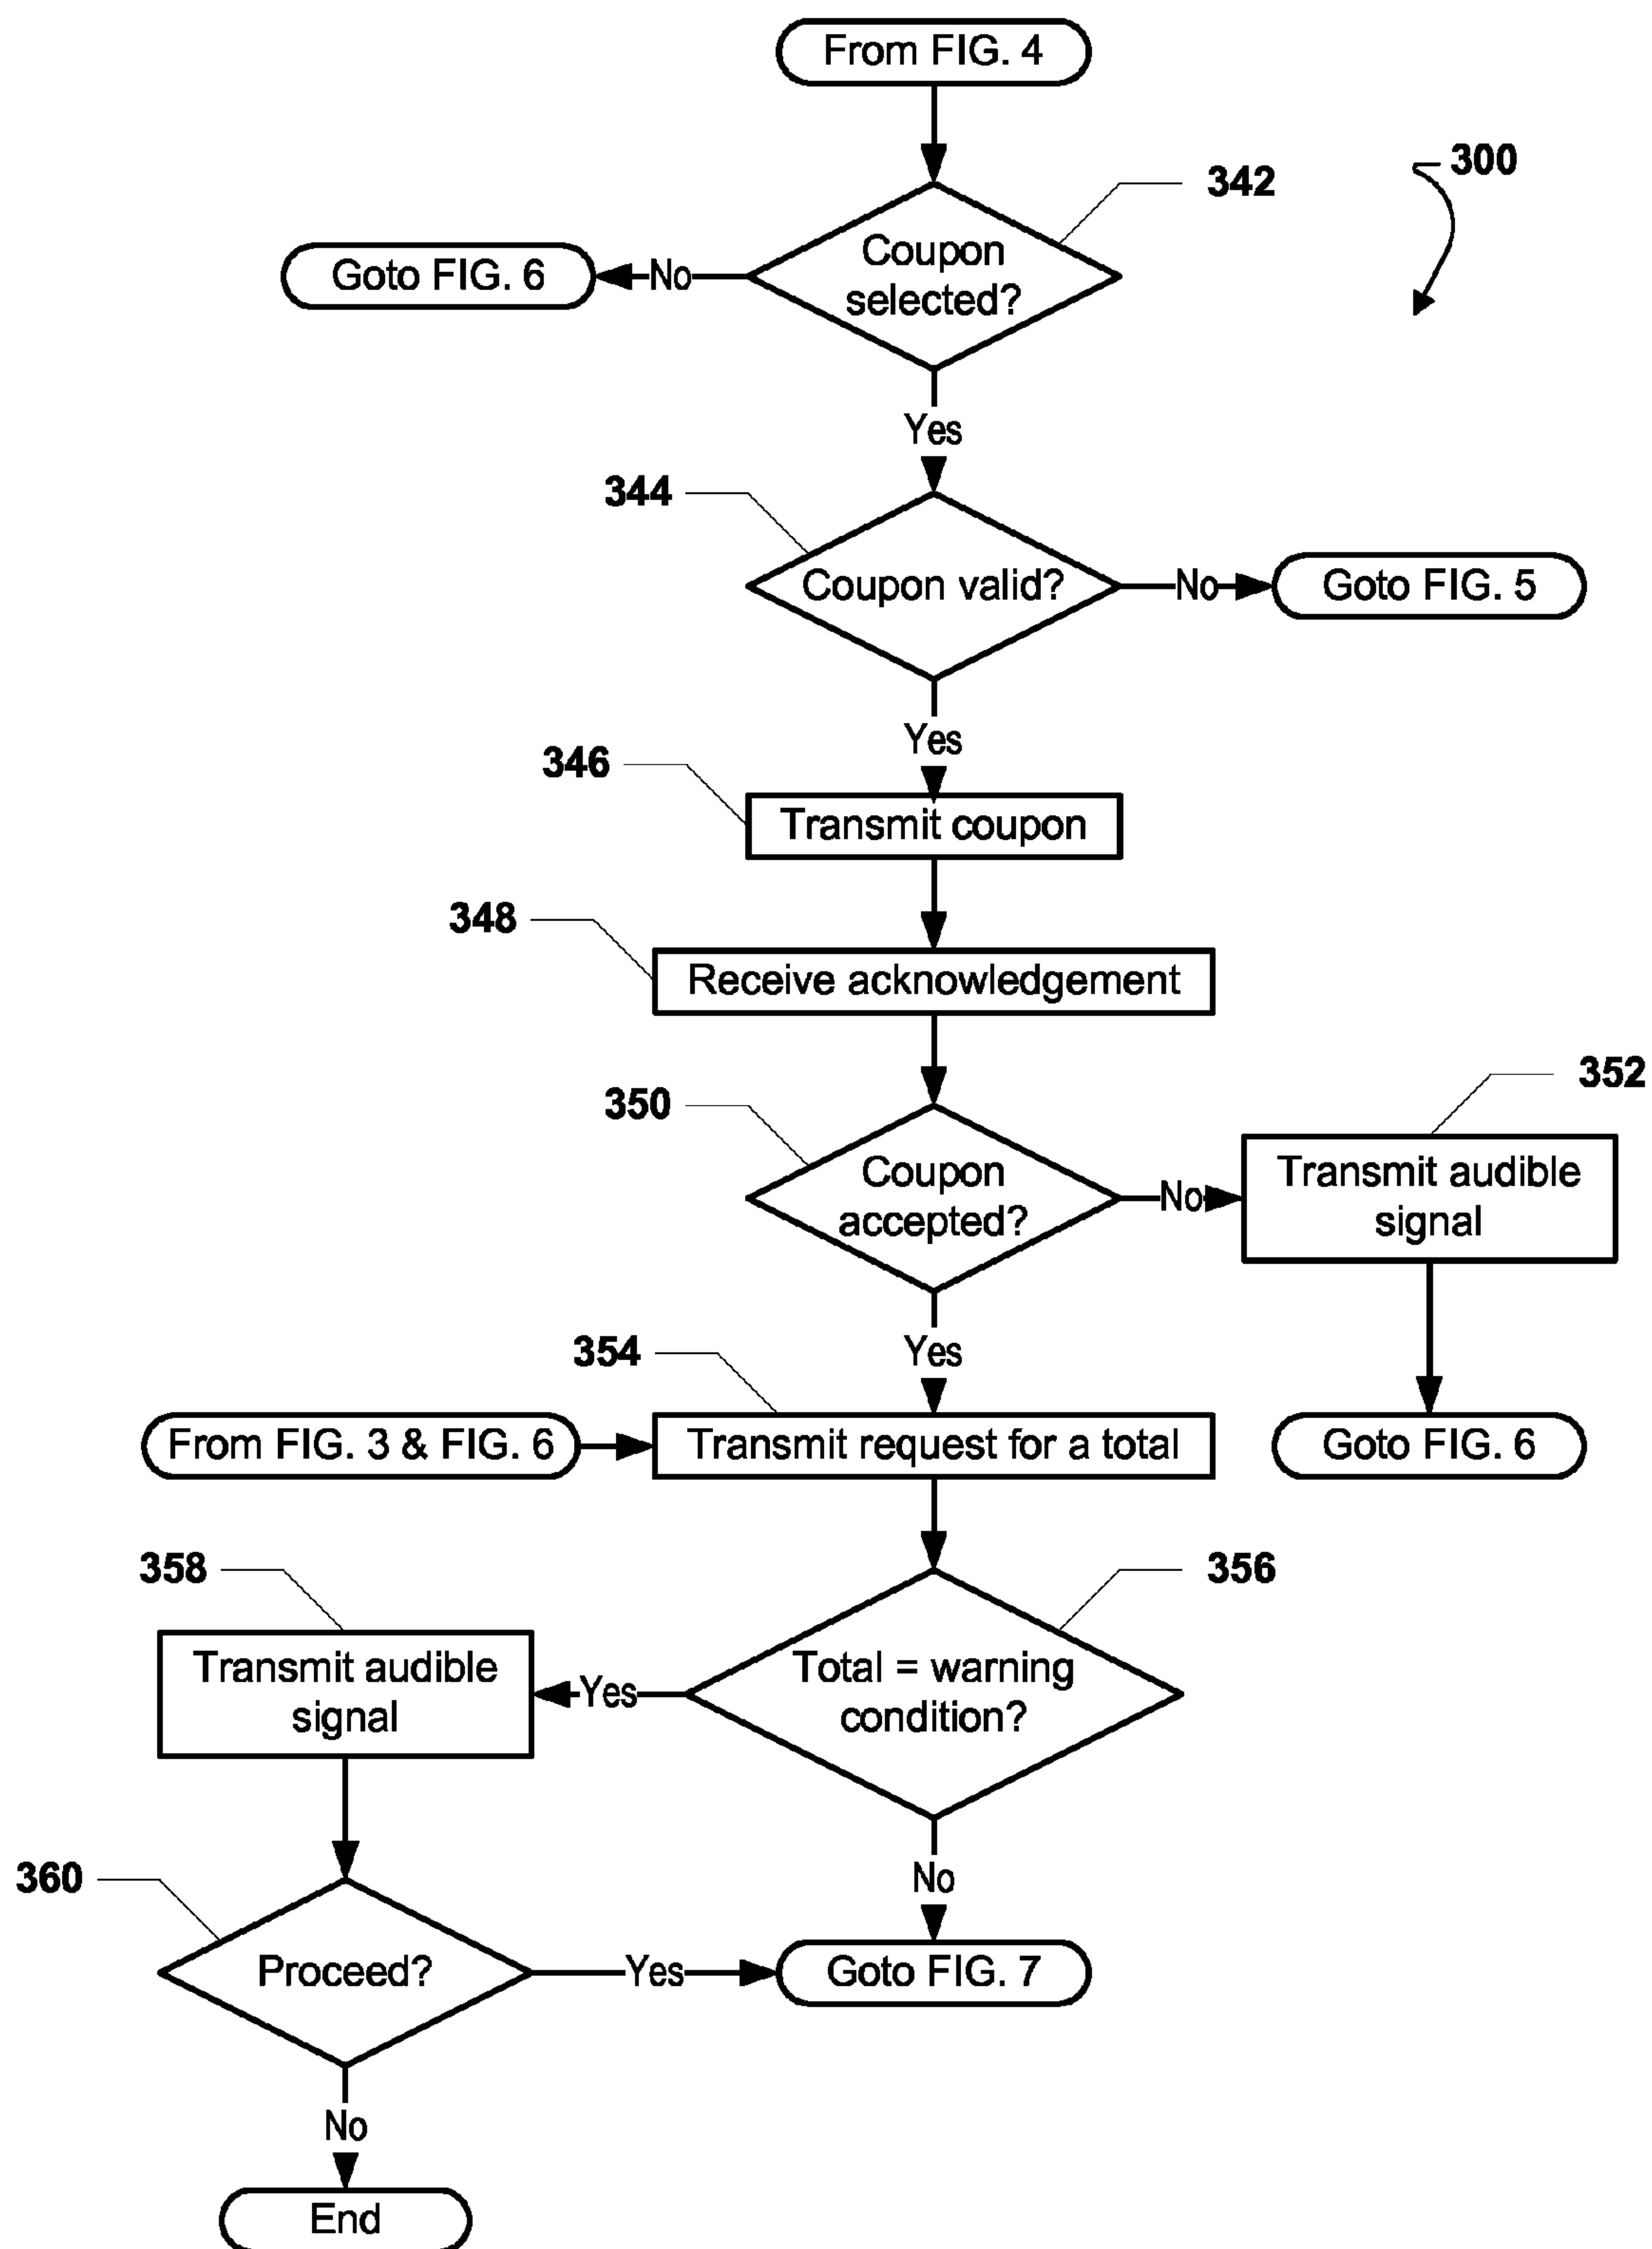 From FIG. 4
300
342
Coupon
selected?
No
Goto FIG. 6
Yes
344
Coupon valid?
No
Goto FIG. 5
Yes
346
Transmit coupon
348
Receive acknowledgement
350
Coupon
accepted?
No
352
Transmit audible
signal
Yes
354
From FIG. 3 & FIG. 6
Transmit request for a total
Goto FIG. 6
358
356
Transmit audible
signal
Yes
Total = warning
condition?
No
360
Proceed?
Yes
Goto FIG. 7
No
End